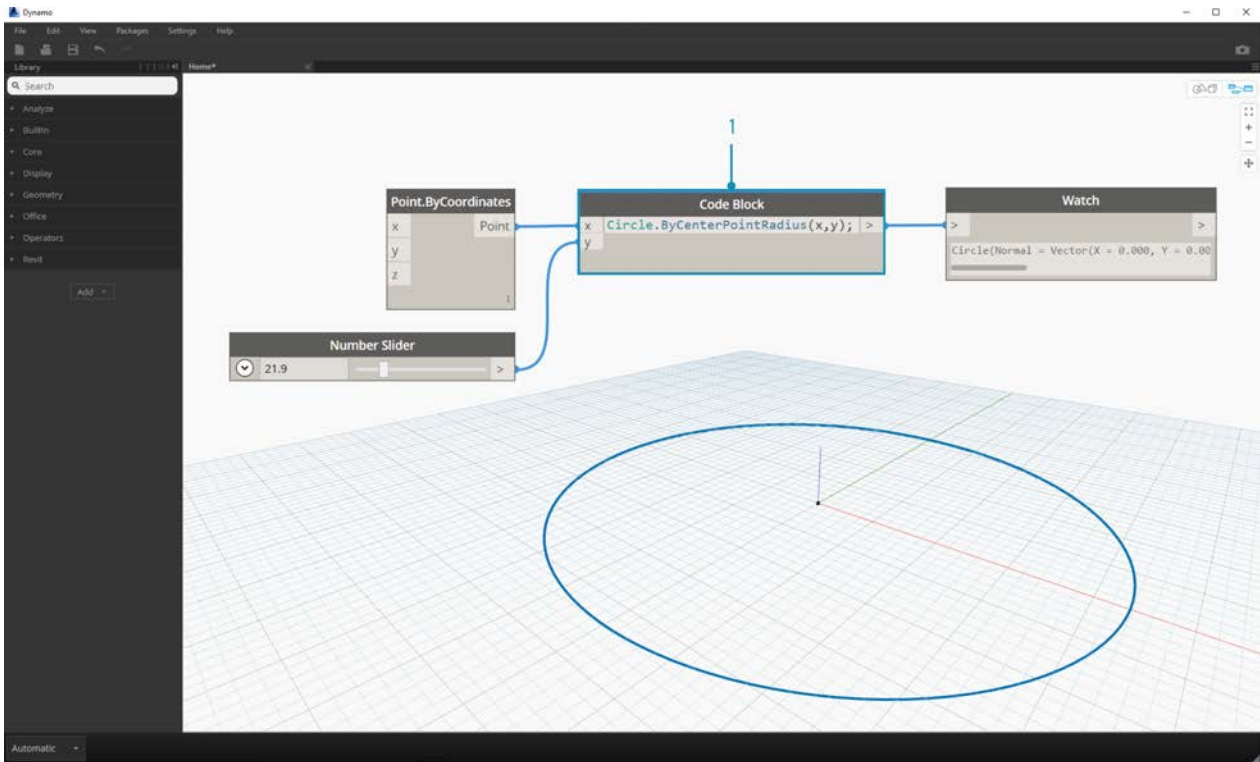 Dynamo
File Edit View Packages Settings Help
Library
Home*
Search
Analyze
BuiltIn
Core
Display
Geometry
Office
Operators
Revit
Add
1
Point.ByCoordinates
x Point
y
z
Code Block
x Circle.ByCenterPointRadius(x,y); >
y
Watch
> >
Circle(Normal = Vector(X = 0.000, Y = 0.00
Number Slider
21.9 >
Automatic